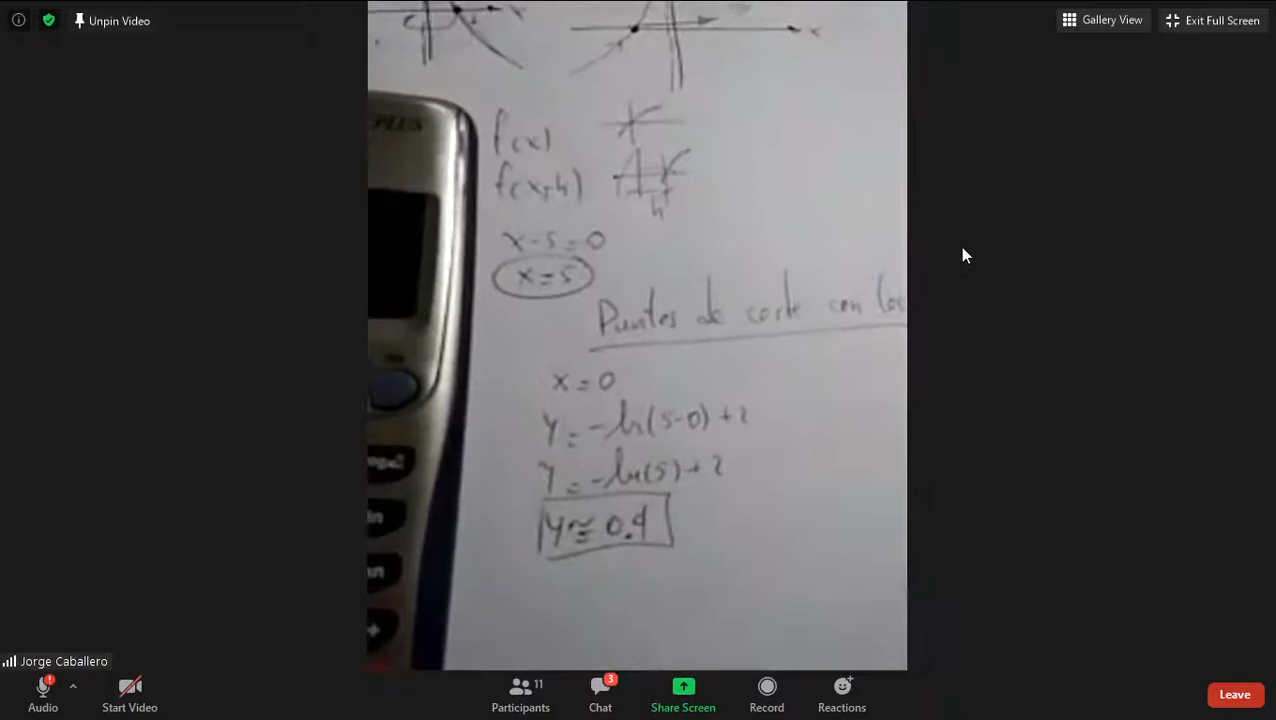 Unpin Video
Gallery View
Exit Full Screen
x
x
PLUS
f(x)
f(x+h)
h
x-5=0
x=5
Puntos de corte con los
x=0
y=-ln(5-0)+2
y=-ln(5)+2
y≈0.4
Jorge Caballero
Audio
Start Video
11
Participants
3
Chat
Share Screen
Record
Reactions
Leave